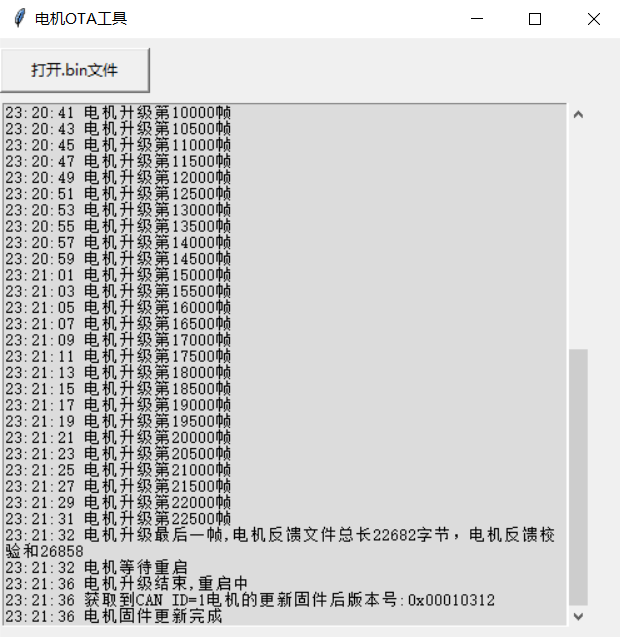 电机OTA工具
打开.bin文件
23:20:41 电机升级第10000帧
23:20:43 电机升级第10500帧
23:20:45 电机升级第11000帧
23:20:47 电机升级第11500帧
23:20:49 电机升级第12000帧
23:20:51 电机升级第12500帧
23:20:53 电机升级第13000帧
23:20:55 电机升级第13500帧
23:20:57 电机升级第14000帧
23:20:59 电机升级第14500帧
23:21:01 电机升级第15000帧
23:21:03 电机升级第15500帧
23:21:05 电机升级第16000帧
23:21:07 电机升级第16500帧
23:21:09 电机升级第17000帧
23:21:11 电机升级第17500帧
23:21:13 电机升级第18000帧
23:21:15 电机升级第18500帧
23:21:17 电机升级第19000帧
23:21:19 电机升级第19500帧
23:21:21 电机升级第20000帧
23:21:23 电机升级第20500帧
23:21:25 电机升级第21000帧
23:21:27 电机升级第21500帧
23:21:29 电机升级第22000帧
23:21:31 电机升级第22500帧
23:21:32 电机升级最后一帧,电机反馈文件总长22682字节，电机反馈校
验和26858
23:21:32 电机等待重启
23:21:36 电机升级结束,重启中
23:21:36 获取到CAN ID=1电机的更新固件后版本号:0x00010312
23:21:36 电机固件更新完成